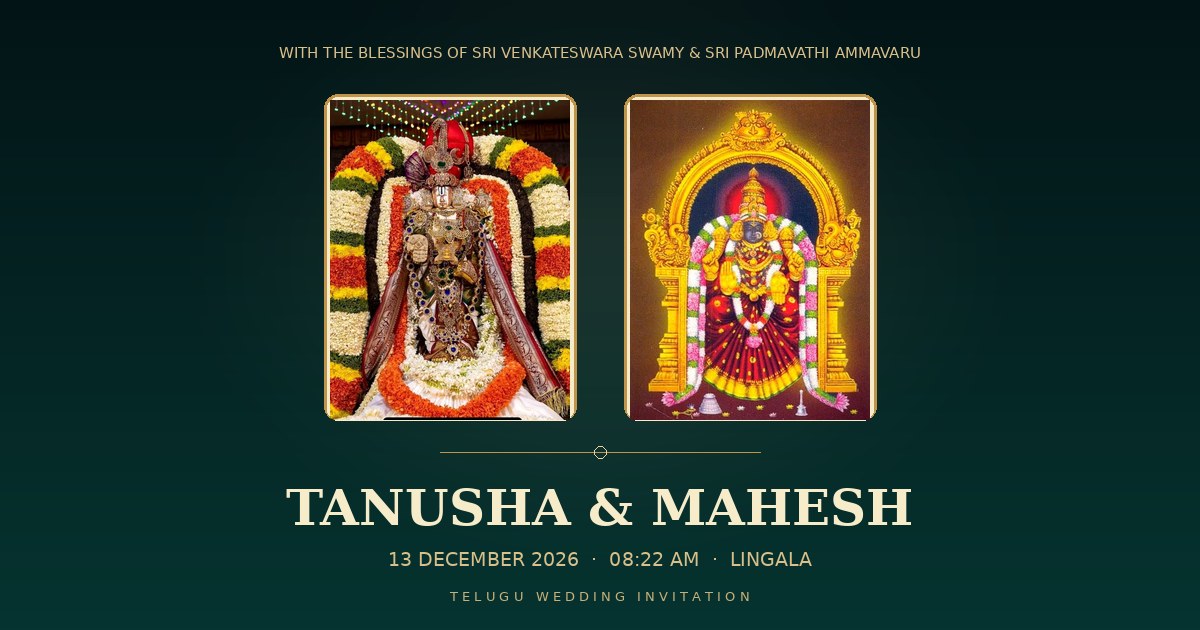 WITH THE BLESSINGS OF SRI VENKATESWARA SWAMY & SRI PADMAVATHI AMMAVARU
TANUSHA & MAHESH
13 DECEMBER 2026 · 08:22 AM · LINGALA
TELUGU WEDDING INVITATION